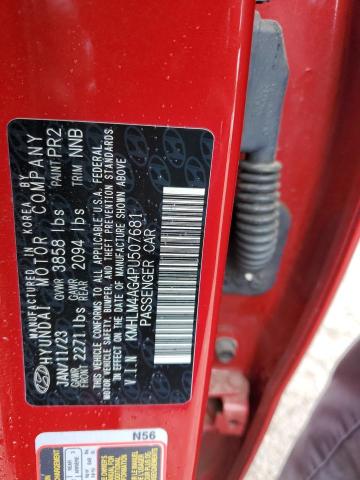 MANUFACTURED IN KOREA BY
HYUNDAI MOTOR COMPANY
JAN/11/23 GVWR 3858 lbs PAINT PR2
GAWR FRONT 2271 lbs GAWR REAR 2094 lbs TRIM NNB
THIS VEHICLE CONFORMS TO ALL APPLICABLE U.S.A. FEDERAL
MOTOR VEHICLE SAFETY, BUMPER, AND THEFT
PREVENTION STANDARDS IN EFFECT ON THE DATE OF
MANUFACTURE SHOWN ABOVE.
V.I.N KMHLM4AG4PU507681
PASSENGER CAR
N56